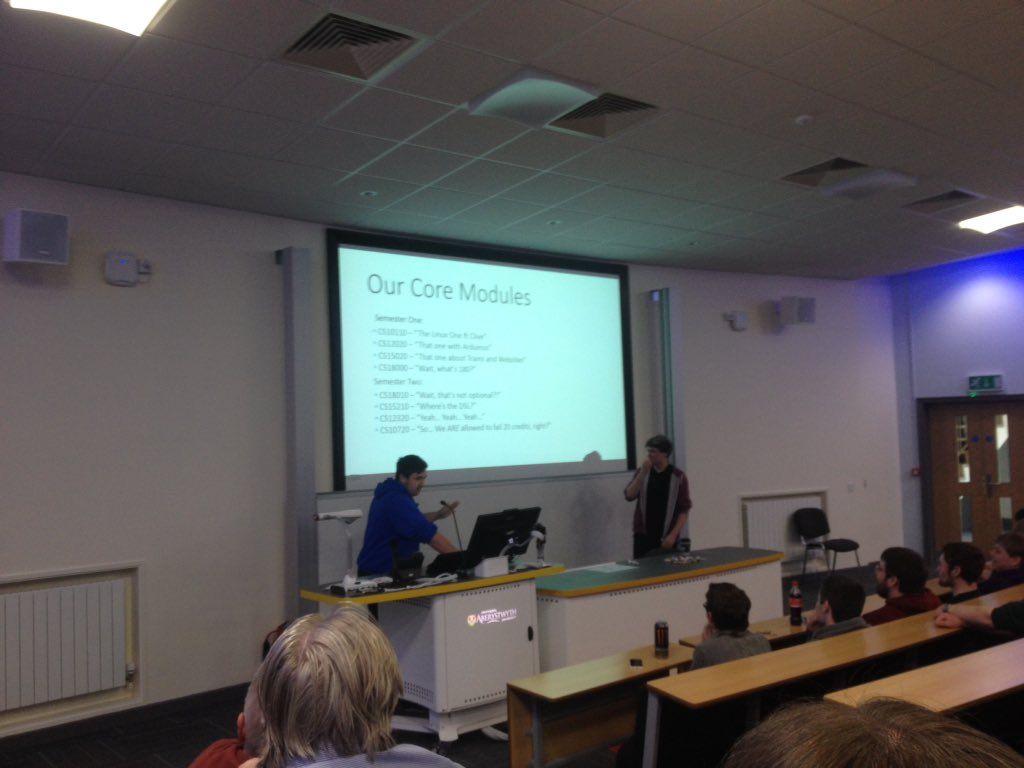 Our Core Modules
Semester One:
CS10110 – "The Linux One ft Clive"
CS12020 – "That one with Arduinos"
CS15020 – "That one about Trams and Websites"
CS18000 – "Wait, what's 180?"
Semester Two:
CS18010 – "Wait, that's not optional?!"
CS15210 – "Where's the DSL?"
CS12320 – "Yeah... Yeah... Yeah..."
CS10720 – "So... We ARE allowed to fail 20 credits, right?"
ABERYSTWYTH
UNIVERSITY